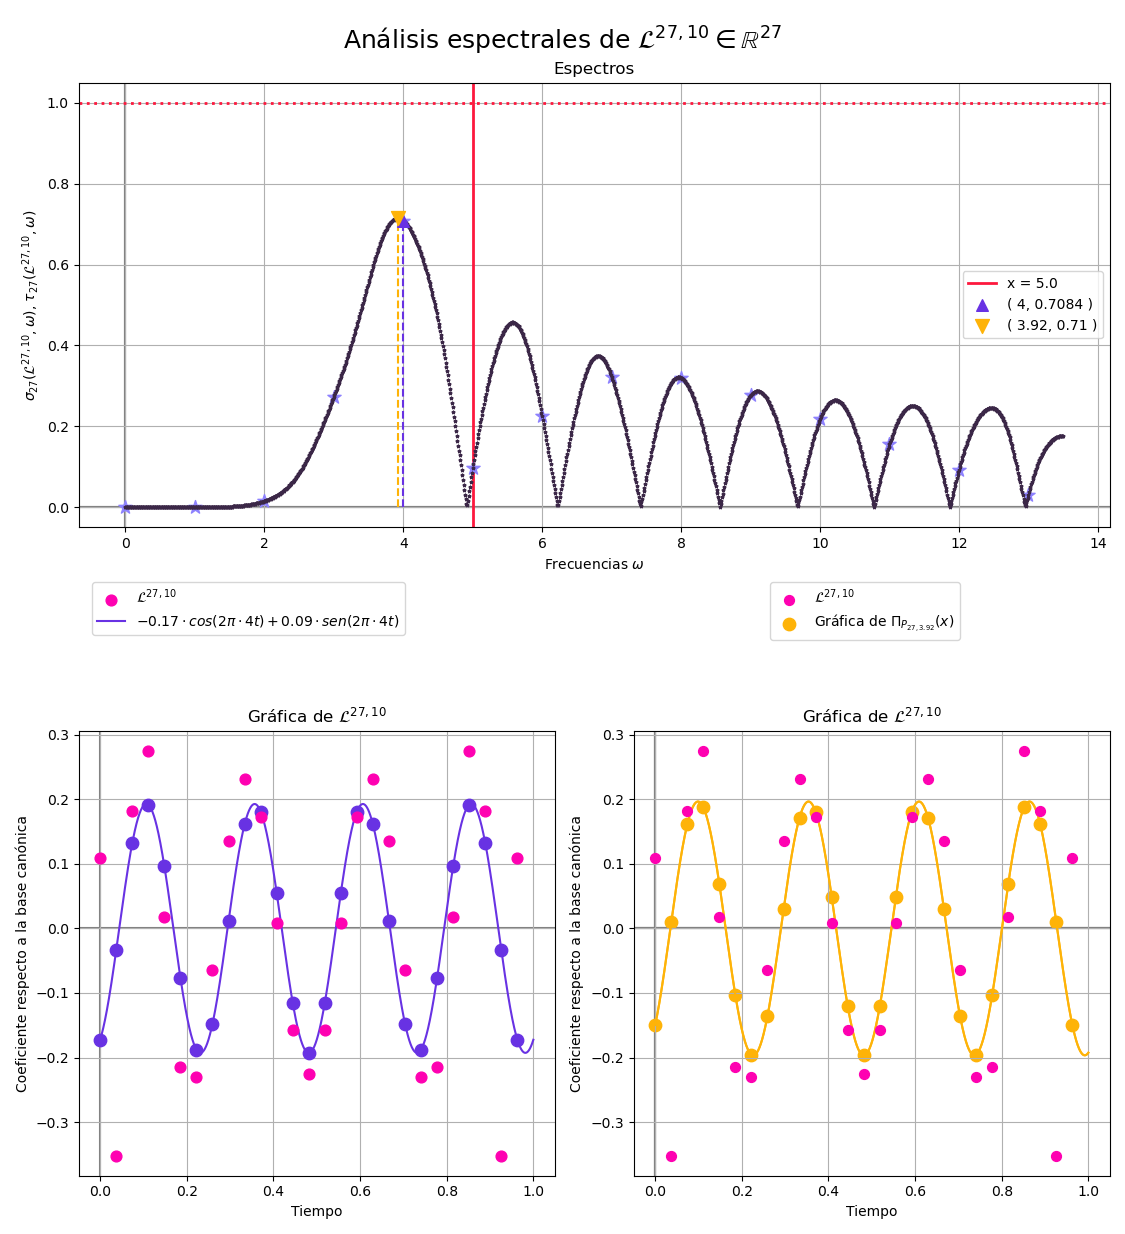 Análisis espectrales de ℒ^{27,10} ∈ ℝ^{27}
Espectros
σ_{27}(ℒ^{27,10}, ω), τ_{27}(ℒ^{27,10}, ω)
1.0
0.8
0.6
0.4
0.2
0.0
x = 5.0
( 4, 0.7084 )
( 3.92, 0.71 )
0 2 4 6 8 10 12 14
Frecuencias ω
ℒ^{27,10}
−0.17 · cos(2π · 4t) + 0.09 · sen(2π · 4t)
ℒ^{27,10}
Gráfica de Π_{P_{27,3.92}}(x)
Gráfica de ℒ^{27,10}
Coeficiente respecto a la base canónica
0.3
0.2
0.1
0.0
−0.1
−0.2
−0.3
0.0 0.2 0.4 0.6 0.8 1.0
Tiempo
Gráfica de ℒ^{27,10}
Coeficiente respecto a la base canónica
0.3
0.2
0.1
0.0
−0.1
−0.2
−0.3
0.0 0.2 0.4 0.6 0.8 1.0
Tiempo